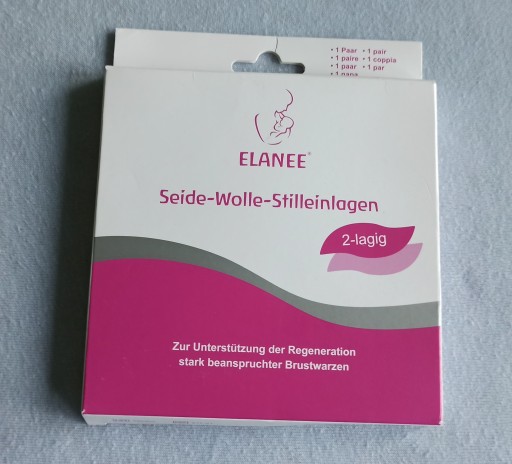 • 1 Paar • 1 pair
• 1 paire • 1 coppia
• 1 paar • 1 par
ELANEE®
Seide-Wolle-Stilleinlagen
2-lagig
Zur Unterstützung der Regeneration
stark beanspruchter Brustwarzen